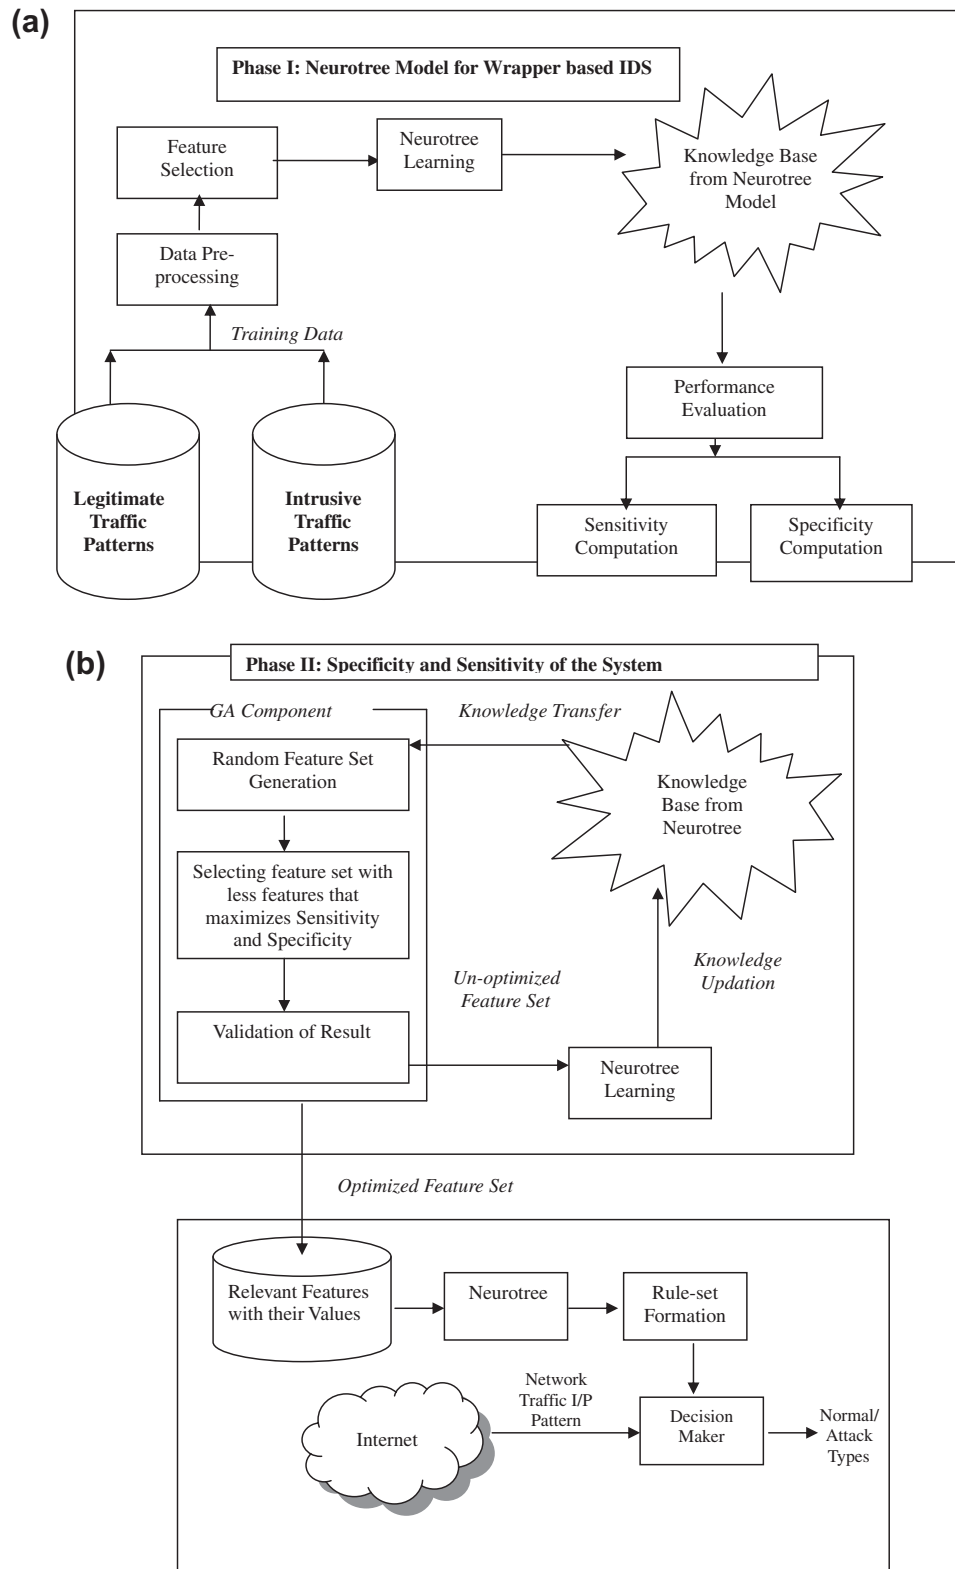 (a)
Phase I: Neurotree Model for Wrapper based IDS
Feature
Selection
Neurotree
Learning
Knowledge Base
from Neurotree
Model
Data Pre-
processing
Training Data
Performance
Evaluation
Legitimate
Traffic
Patterns
Intrusive
Traffic
Patterns
Sensitivity
Computation
Specificity
Computation
(b)
Phase II: Specificity and Sensitivity of the System
GA Component
Knowledge Transfer
Random Feature Set
Generation
Knowledge
Base from
Neurotree
Selecting feature set with
less features that
maximizes Sensitivity
and Specificity
Un-optimized
Feature Set
Knowledge
Updation
Validation of Result
Neurotree
Learning
Optimized Feature Set
Relevant Features
with their Values
Neurotree
Rule-set
Formation
Network
Traffic I/P
Pattern
Internet
Decision
Maker
Normal/
Attack
Types